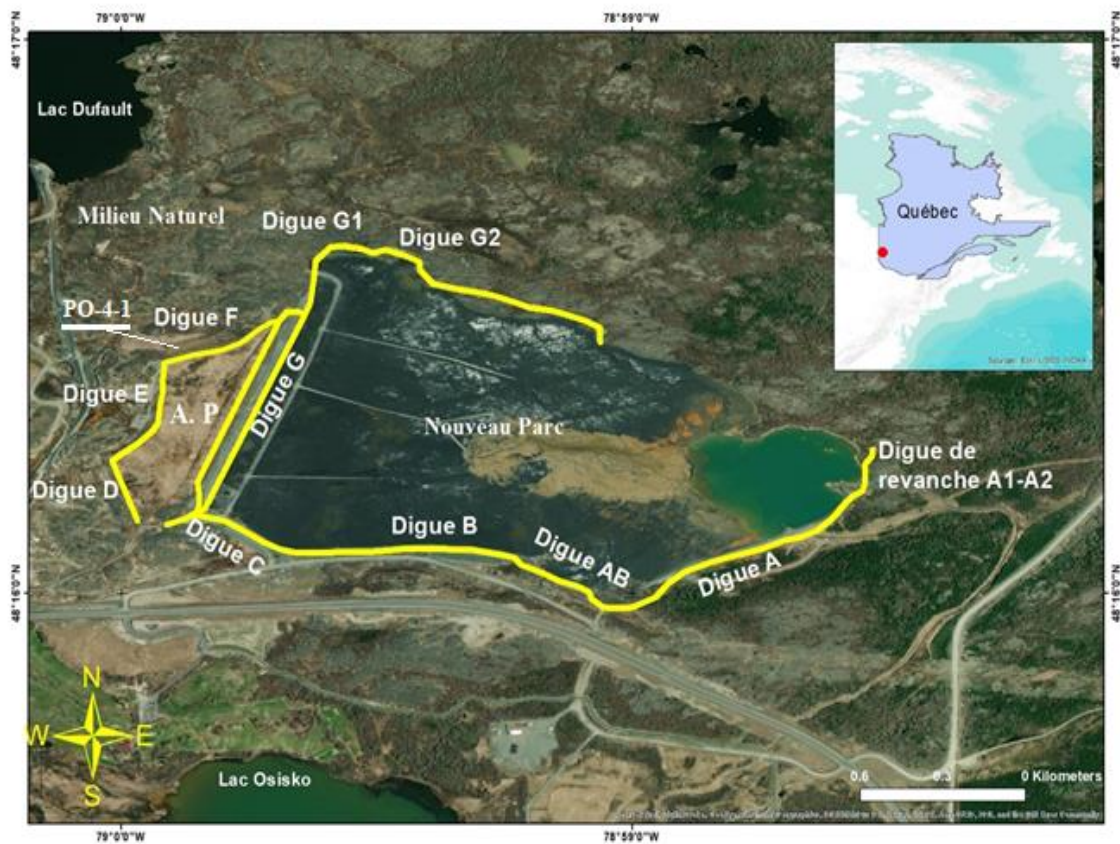 79°0'0"W
78°59'0"W
48°17'0"N
48°17'0"N
Lac Dufault
Québec
Milieu Naturel
Digue G1
Digue G2
PO-4-1
Digue F
Digue G
Digue E
A. P
Nouveau Parc
Digue de
revanche A1-A2
Digue D
Digue B
Digue C
Digue AB
Digue A
48°16'0"N
N
W
E
S
Lac Osisko
0.6
0.3
0 Kilometers
79°0'0"W
78°59'0"W